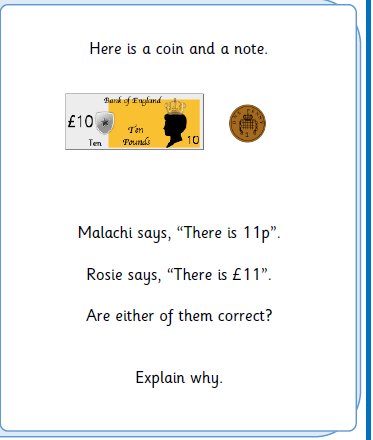 Here is a coin and a note.
Bank of England
£10
Ten
Pounds
Ten
10
1
Malachi says, “There is 11p”.
Rosie says, “There is £11”.
Are either of them correct?
Explain why.